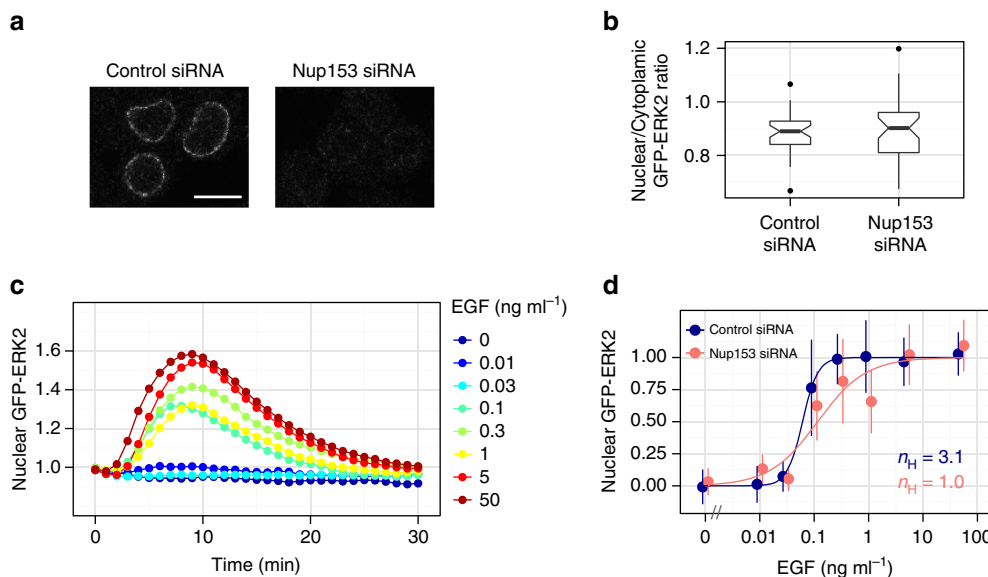 a
Control siRNA
Nup153 siRNA
b
Nuclear/Cytoplamic
GFP-ERK2 ratio
1.2
1.0
0.8
Control
siRNA
Nup153
siRNA
c
Nuclear GFP-ERK2
1.6
1.4
1.2
1.0
0
10
20
30
Time (min)
EGF (ng ml⁻¹)
0
0.01
0.03
0.1
0.3
1
5
50
d
Nuclear GFP-ERK2
Control siRNA
Nup153 siRNA
1.00
0.75
0.50
0.25
0.00
n_H = 3.1
n_H = 1.0
0
//
0.01
0.1
1
10
100
EGF (ng ml⁻¹)